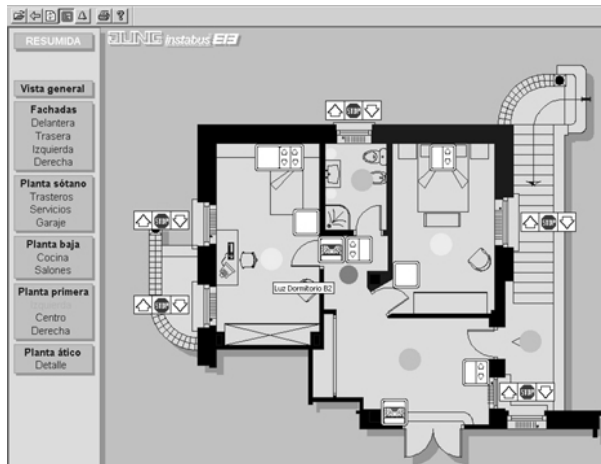 RESUMIDA
JUNG instabus EIB
Vista general
Fachadas
Delantera
Trasera
Izquierda
Derecha
Planta sótano
Trasteros
Servicios
Garaje
Planta baja
Cocina
Salones
Planta primera
Centro
Derecha
Planta ático
Detalle
STOP
STOP
STOP
STOP
Luz Dormitorio B2
STOP